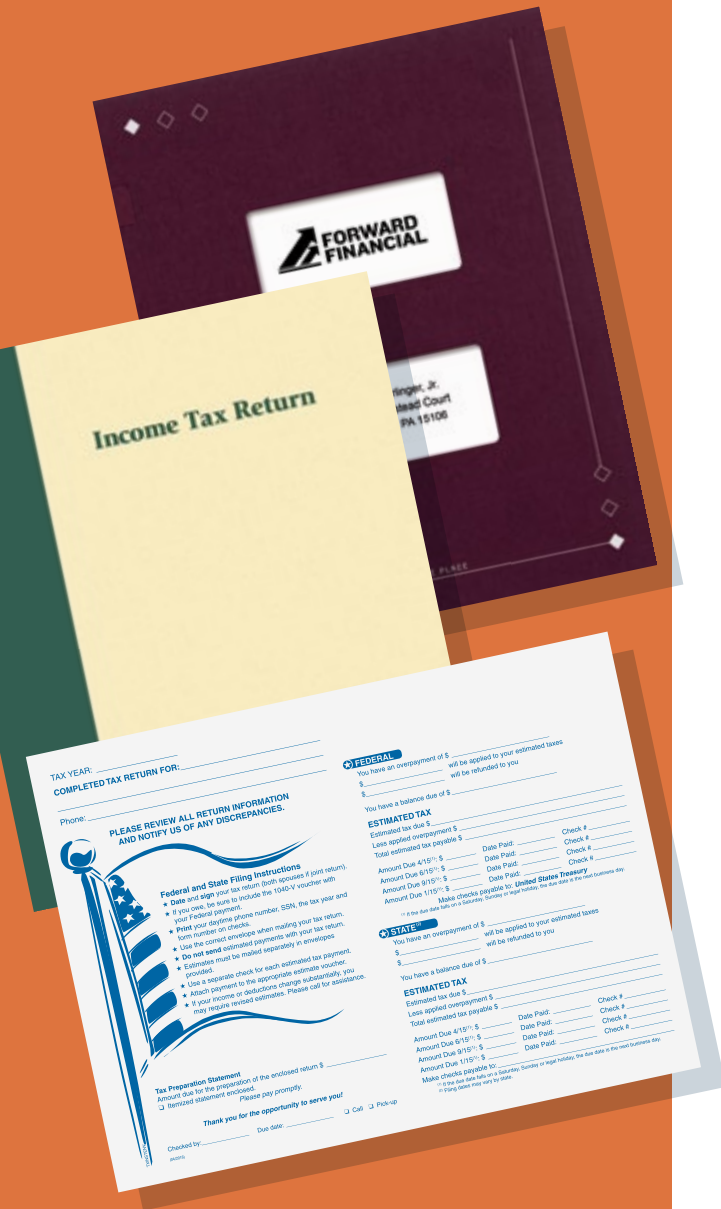 FORWARD
FINANCIAL
Jr.
Court
PA 15106
PLACE
Income Tax Return
TAX YEAR:
COMPLETED TAX RETURN FOR:
Phone:
PLEASE REVIEW ALL RETURN INFORMATION
AND NOTIFY US OF ANY DISCREPANCIES.
Federal and State Filing Instructions
★ Date and sign your tax return (both spouses if joint return).
★ If you owe, be sure to include the 1040-V voucher with
your Federal payment.
★ Print your daytime phone number, SSN, the tax year and
form number on checks.
★ Use the correct envelope when mailing your tax return.
★ Do not send estimated payments with your tax return.
★ Estimates must be mailed separately in envelopes
provided.
★ Use a separate check for each estimated tax payment.
★ Attach payment to the appropriate estimate voucher.
★ If your income or deductions change substantially, you
may require revised estimates. Please call for assistance.
Tax Preparation Statement
Amount due for the preparation of the enclosed return $
❏ Itemized statement enclosed.
Please pay promptly.
Thank you for the opportunity to serve you!
Checked by: Due date: ❏ Call ❏ Pick-up
★ FEDERAL
You have an overpayment of $
$ will be applied to your estimated taxes
$ will be refunded to you
You have a balance due of $
ESTIMATED TAX
Estimated tax due $
Less applied overpayment $
Total estimated tax payable $
Amount Due 4/15(1): $ Date Paid: Check #
Amount Due 6/15(1): $ Date Paid: Check #
Amount Due 9/15(1): $ Date Paid: Check #
Amount Due 1/15(1): $ Date Paid: Check #
Make checks payable to: United States Treasury
(1) If the due date falls on a Saturday, Sunday or legal holiday, the due date is the next business day.
★ STATE(2)
You have an overpayment of $
$ will be applied to your estimated taxes
$ will be refunded to you
You have a balance due of $
ESTIMATED TAX
Estimated tax due $
Less applied overpayment $
Total estimated tax payable $
Amount Due 4/15(1): $ Date Paid: Check #
Amount Due 6/15(1): $ Date Paid: Check #
Amount Due 9/15(1): $ Date Paid: Check #
Amount Due 1/15(1): $ Date Paid: Check #
Make checks payable to:
(1) If the due date falls on a Saturday, Sunday or legal holiday, the due date is the next business day.
(2) Filing dates may vary by state.